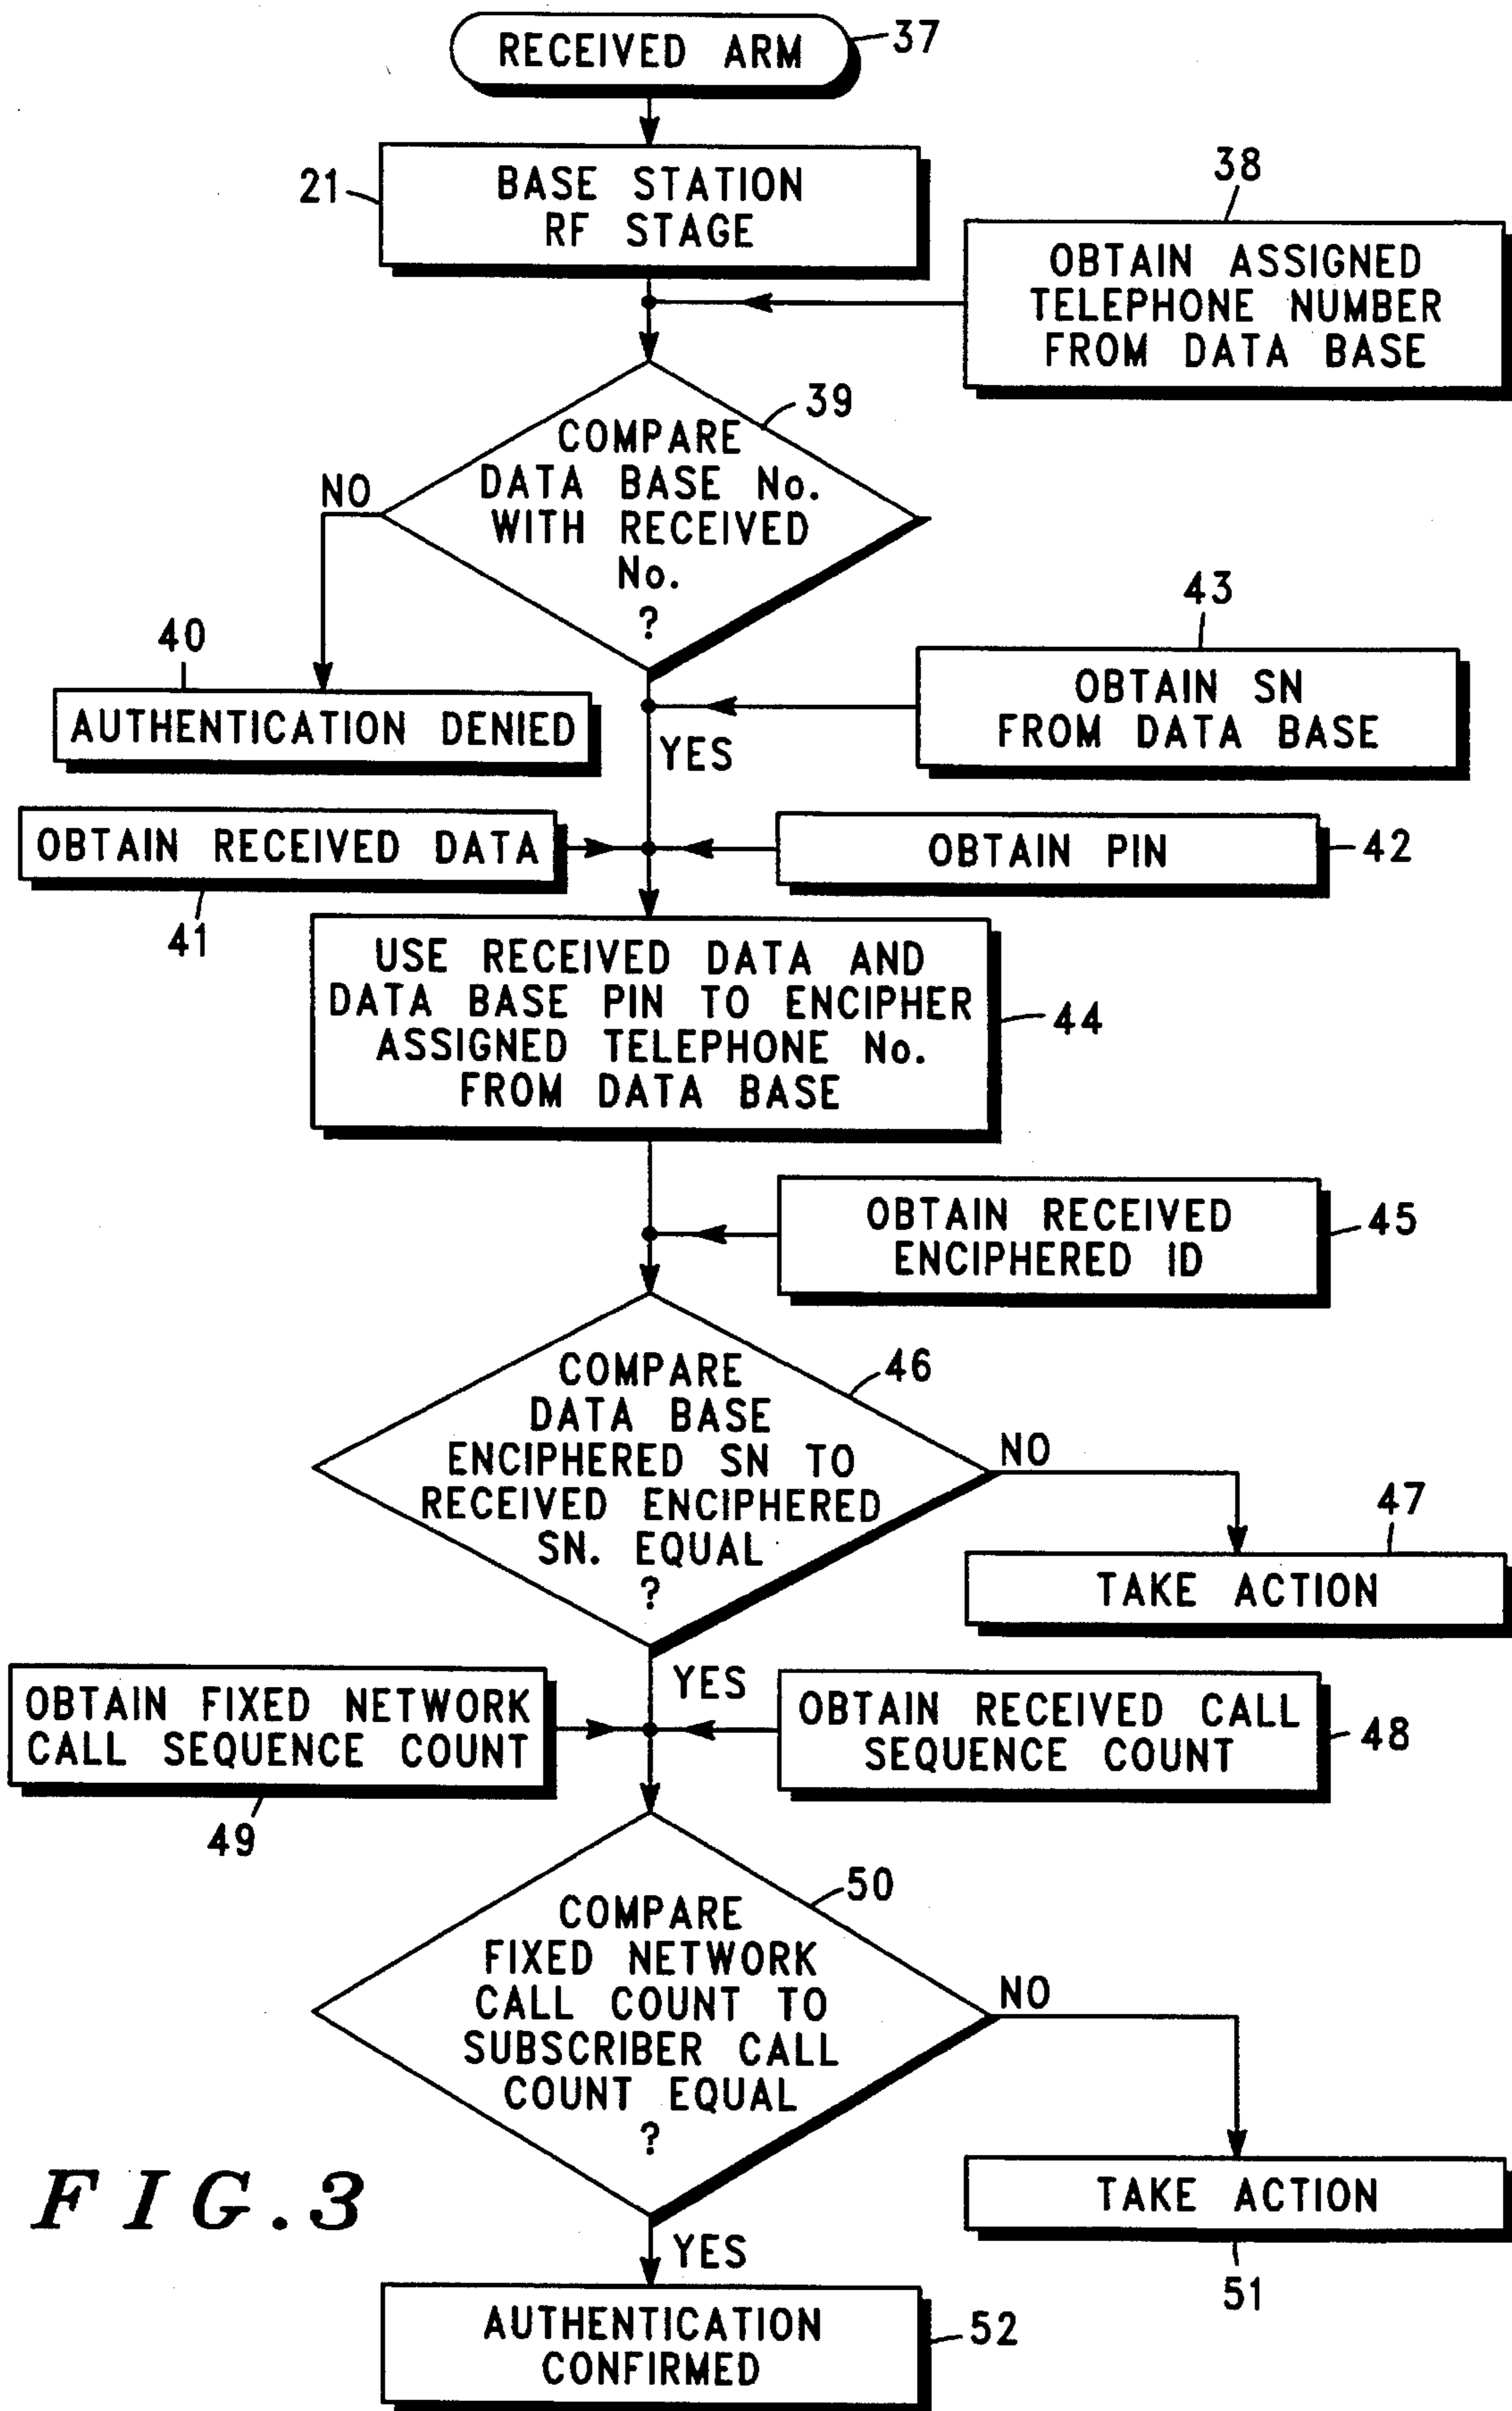 RECEIVED ARM
37
21
BASE STATION
RF STAGE
38
OBTAIN ASSIGNED
TELEPHONE NUMBER
FROM DATA BASE
39
COMPARE
DATA BASE No.
WITH RECEIVED
No.
?
NO
40
AUTHENTICATION DENIED
43
OBTAIN SN
FROM DATA BASE
YES
OBTAIN RECEIVED DATA
41
OBTAIN PIN
42
USE RECEIVED DATA AND
DATA BASE PIN TO ENCIPHER
ASSIGNED TELEPHONE No.
FROM DATA BASE
44
OBTAIN RECEIVED
ENCIPHERED ID
45
COMPARE
DATA BASE
ENCIPHERED SN TO
RECEIVED ENCIPHERED
SN. EQUAL
?
46
NO
47
TAKE ACTION
YES
OBTAIN FIXED NETWORK
CALL SEQUENCE COUNT
49
OBTAIN RECEIVED CALL
SEQUENCE COUNT
48
50
COMPARE
FIXED NETWORK
CALL COUNT TO
SUBSCRIBER CALL
COUNT EQUAL
?
NO
TAKE ACTION
51
YES
AUTHENTICATION
CONFIRMED
52
FIG.3